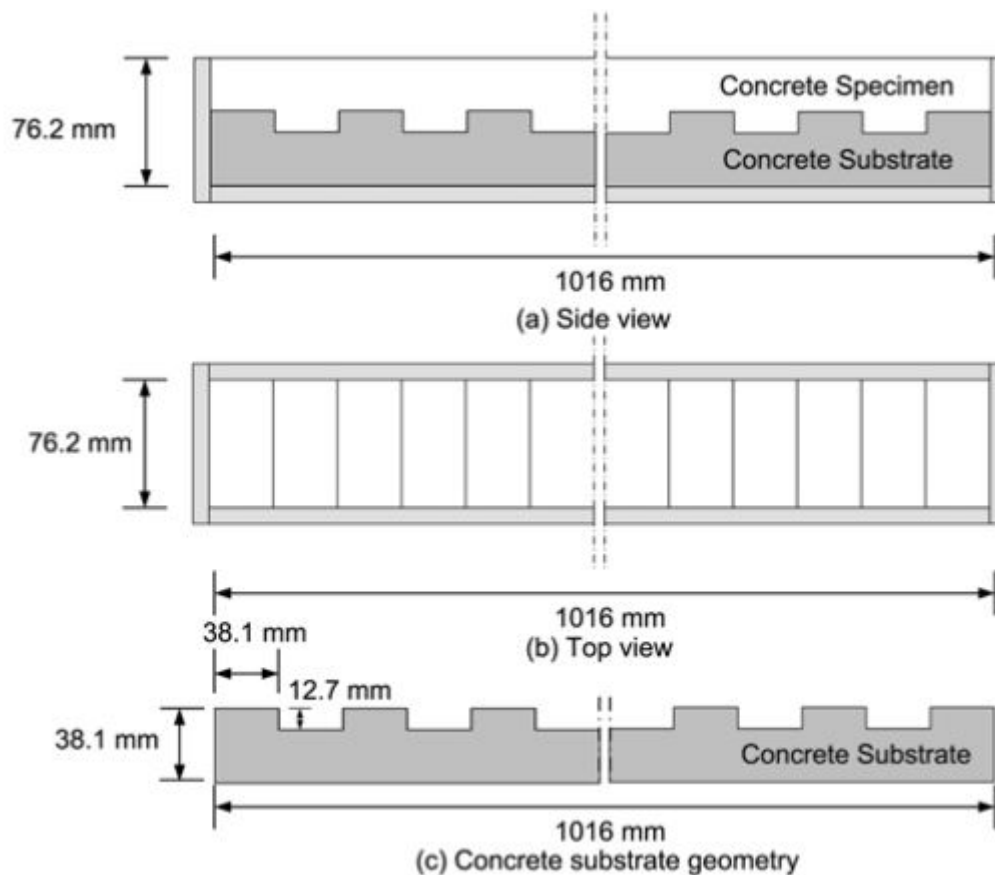 Concrete Specimen
76.2 mm
Concrete Substrate
1016 mm
(a) Side view
76.2 mm
1016 mm
(b) Top view
38.1 mm
12.7 mm
38.1 mm
Concrete Substrate
1016 mm
(c) Concrete substrate geometry